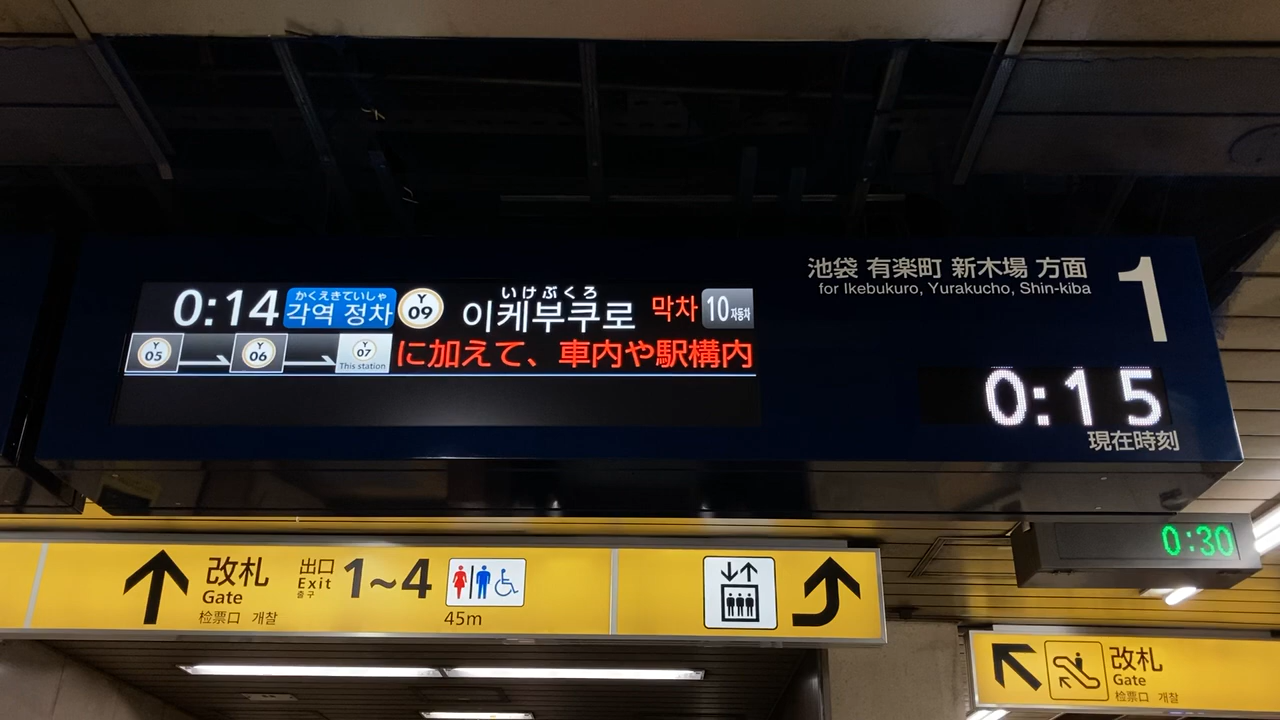 池袋 有楽町 新木場 方面
for Ikebukuro, Yurakucho, Shin-kiba
1
かくえきていしゃ
いけぶくろ
0:14 각역 정차 Y 09 이케부쿠로 막차 10 자동차
Y 05 Y 06 Y 07 This station に加えて、車内や駅構内
0:15
現在時刻
0:30
改札 出口 1~4
Gate Exit
出구
检票口 개찰 45m
改札
Gate
检票口 개찰